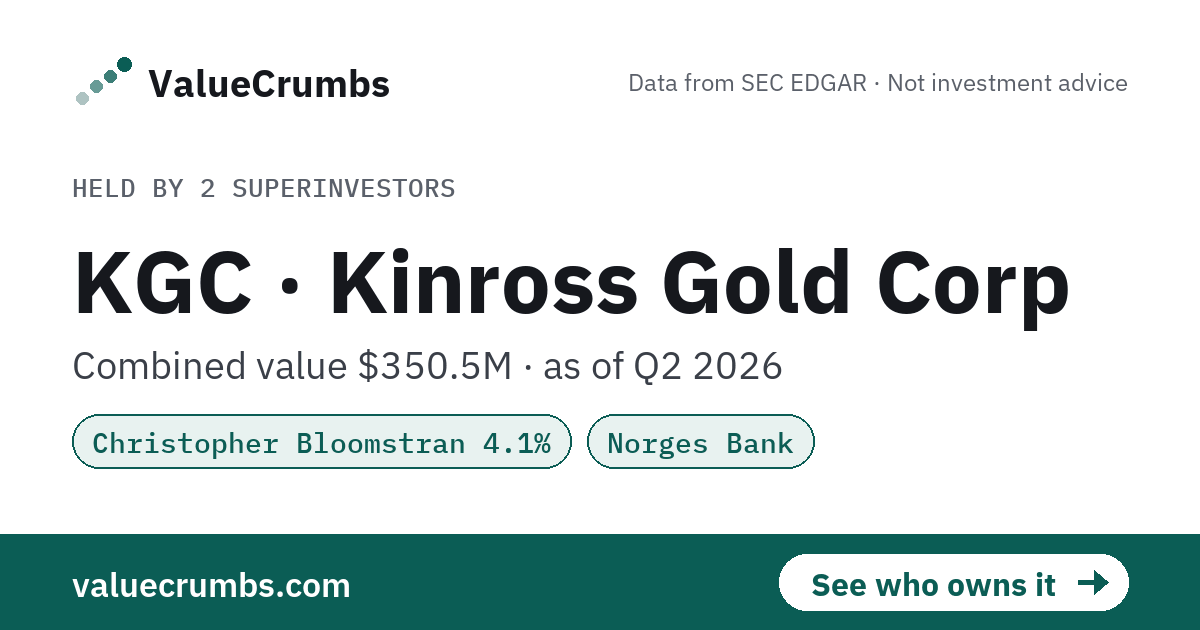 ValueCrumbs
Data from SEC EDGAR · Not investment advice
HELD BY 2 SUPERINVESTORS
KGC · Kinross Gold Corp
Combined value $350.5M · as of Q2 2026
Christopher Bloomstran 4.1%
Norges Bank
valuecrumbs.com
See who owns it →